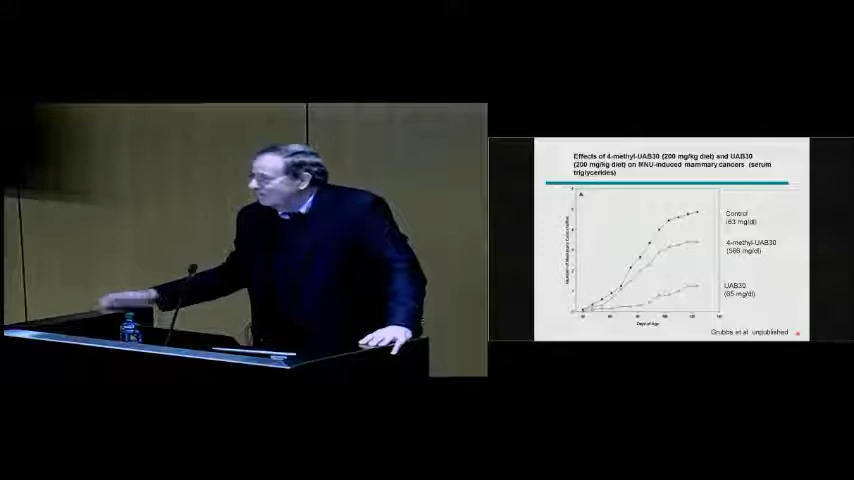 Effects of 4-methyl-UAB30 (200 mg/kg diet) and UAB30
(200 mg/kg diet) on MNU-induced mammary cancers (serum
triglycerides)
Control
(63 mg/dl)
4-methyl-UAB30
(566 mg/dl)
UAB30
(85 mg/dl)
Days of Age
Grubbs et al unpublished